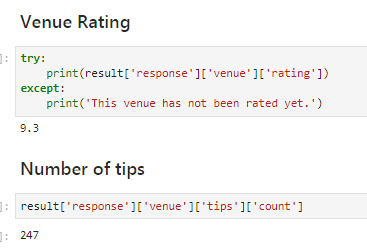 Venue Rating
]: try:
print(result['response']['venue']['rating'])
except:
print('This venue has not been rated yet.')
9.3
Number of tips
]: result['response']['venue']['tips']['count']
]: 247